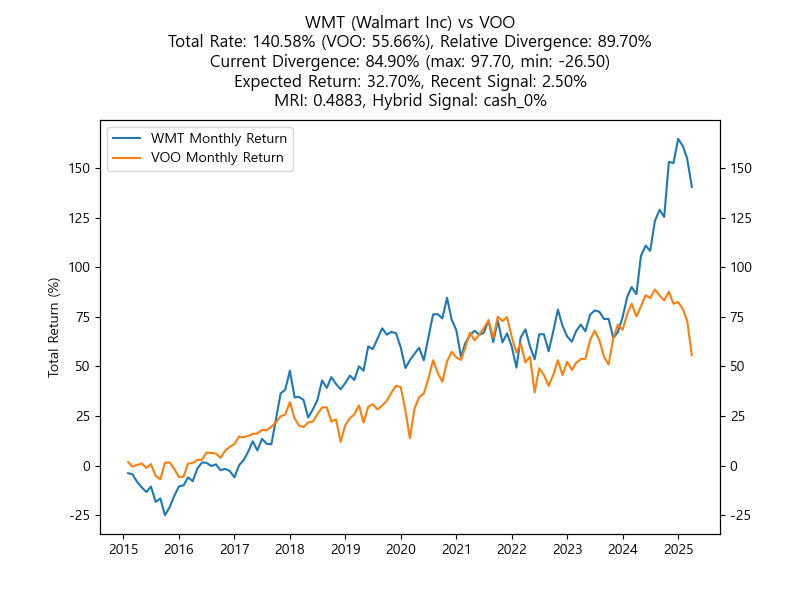 WMT (Walmart Inc) vs VOO
Total Rate: 140.58% (VOO: 55.66%), Relative Divergence: 89.70%
Current Divergence: 84.90% (max: 97.70, min: -26.50)
Expected Return: 32.70%, Recent Signal: 2.50%
MRI: 0.4883, Hybrid Signal: cash_0%
WMT Monthly Return
VOO Monthly Return
Total Return (%)
150
125
100
75
50
25
0
-25
150
125
100
75
50
25
0
-25
2015 2016 2017 2018 2019 2020 2021 2022 2023 2024 2025